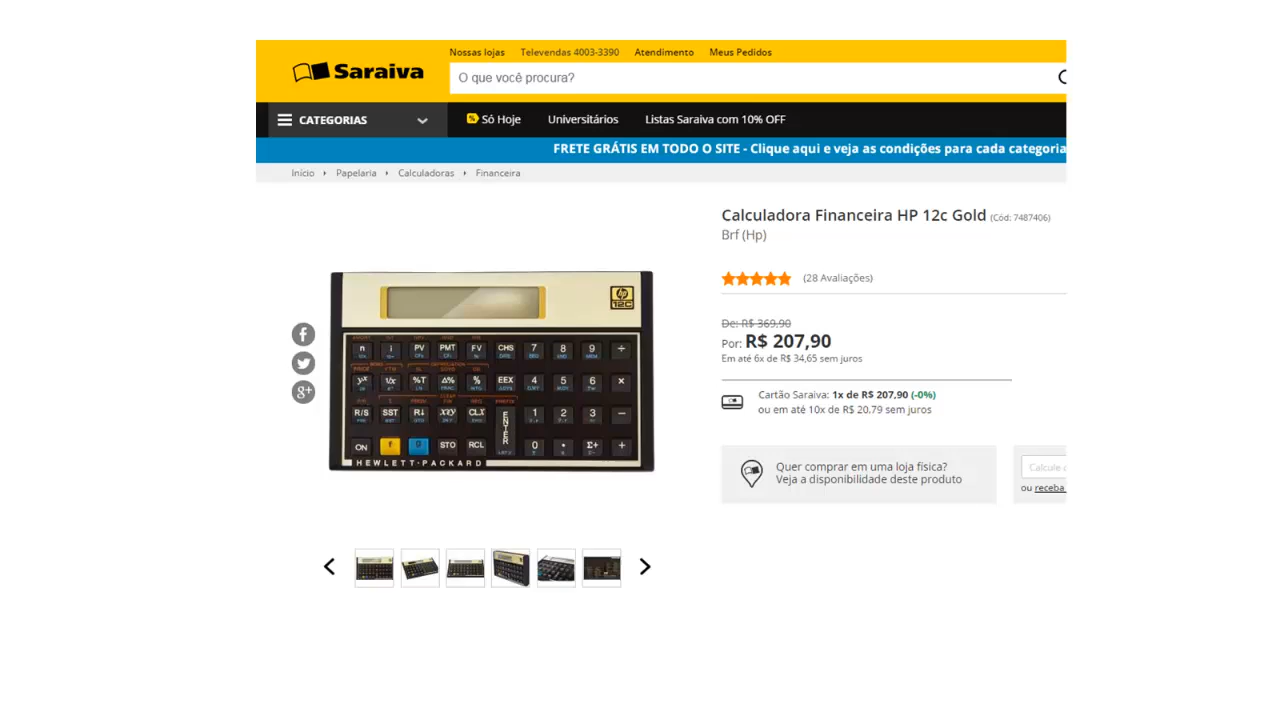 Nossas lojas Televendas 4003-3390 Atendimento Meus Pedidos
Saraiva
O que você procura?
CATEGORIAS
Só Hoje Universitários Listas Saraiva com 10% OFF
FRETE GRÁTIS EM TODO O SITE - Clique aqui e veja as condições para cada categoria
Início Papelaria Calculadoras Financeira
Calculadora Financeira HP 12c Gold (Cód: 7487406)
Brf (Hp)
(28 Avaliações)
De: R$ 369,90
Por: R$ 207,90
Em até 6x de R$ 34,65 sem juros
Cartão Saraiva: 1x de R$ 207,90 (-0%)
ou em até 10x de R$ 20,79 sem juros
Quer comprar em uma loja física?
Veja a disponibilidade deste produto
Calcule
ou receba
hp
12C
n i PV PMT FV CHS 7 8 9 ÷
yx 1/x %T Δ% % EEX 4 5 6 ×
R/S SST R↓ x≷y CLX ENTER 1 2 3 −
ON f g STO RCL 0 • Σ+ +
HEWLETT·PACKARD